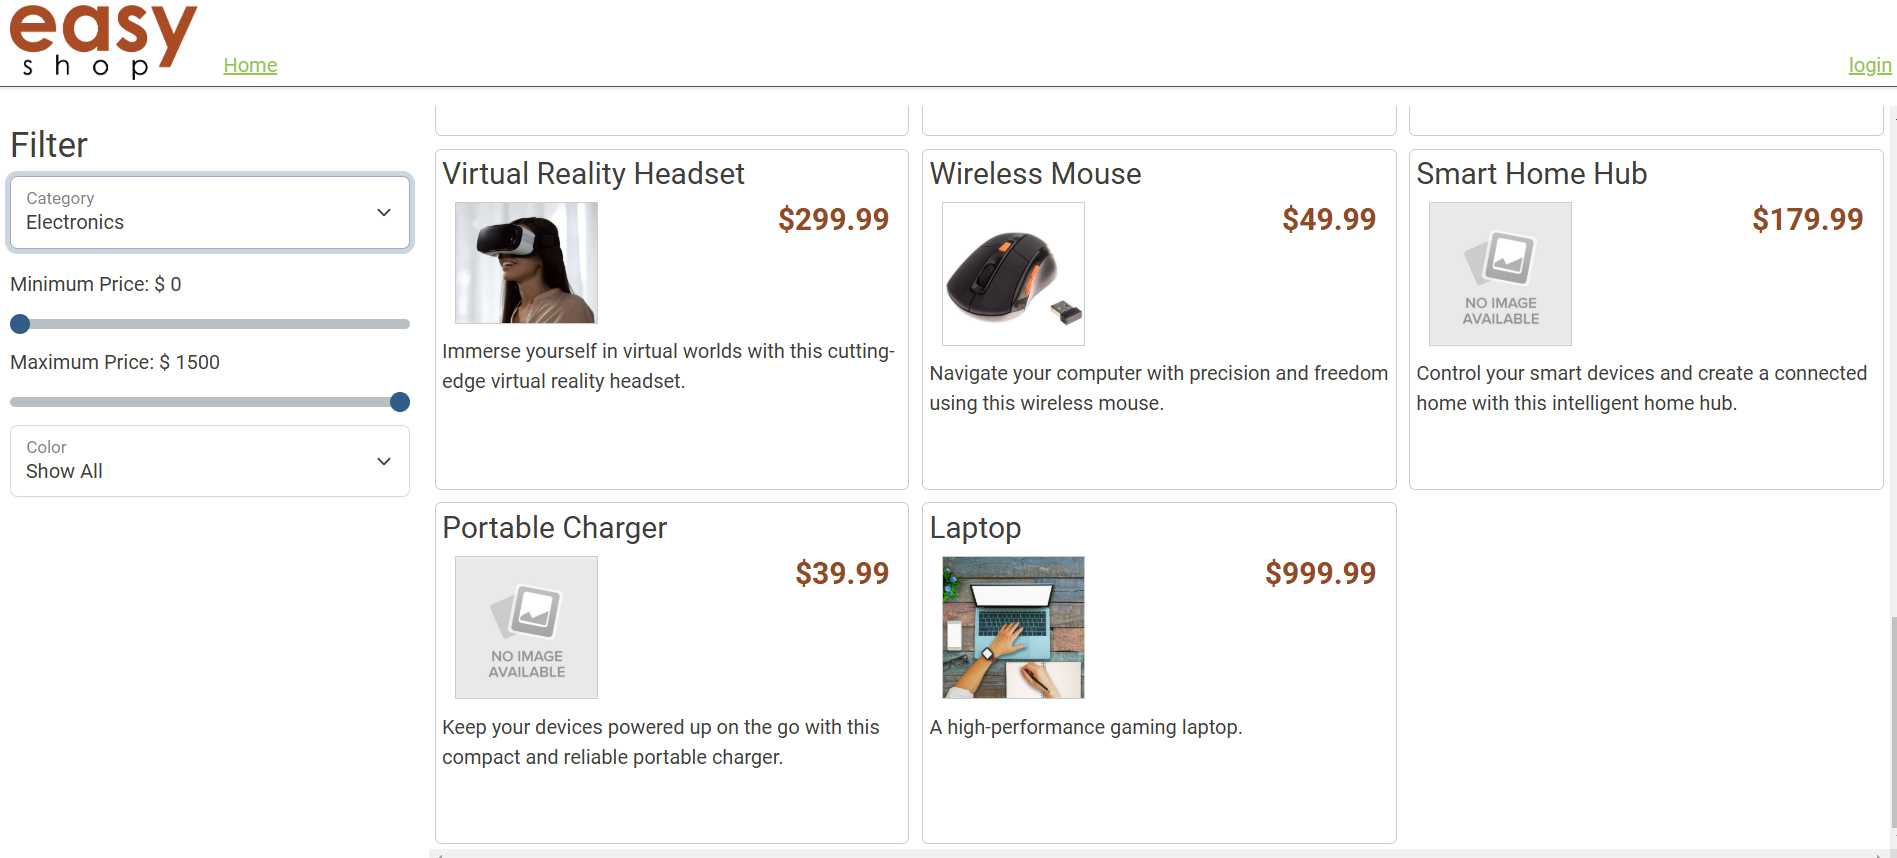 easy
shop
Home
login
Filter
Category
Electronics
Minimum Price: $ 0
Maximum Price: $ 1500
Color
Show All
Virtual Reality Headset
$299.99
Immerse yourself in virtual worlds with this cutting-
edge virtual reality headset.
Wireless Mouse
$49.99
Navigate your computer with precision and freedom
using this wireless mouse.
Smart Home Hub
$179.99
NO IMAGE
AVAILABLE
Control your smart devices and create a connected
home with this intelligent home hub.
Portable Charger
$39.99
NO IMAGE
AVAILABLE
Keep your devices powered up on the go with this
compact and reliable portable charger.
Laptop
$999.99
A high-performance gaming laptop.